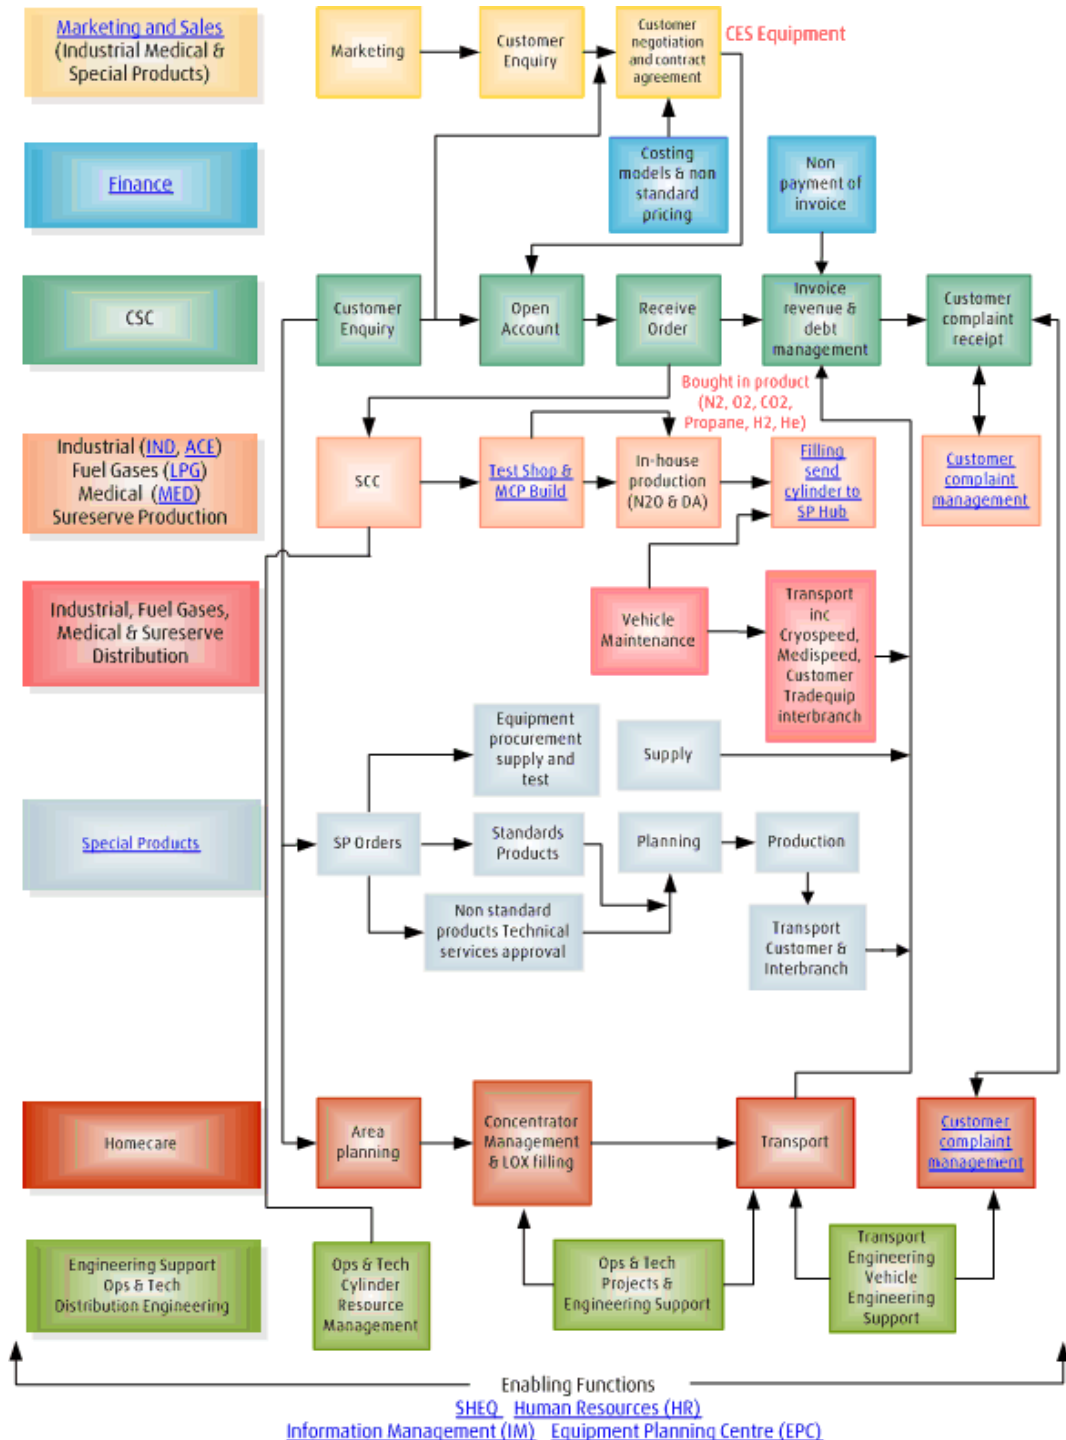 Marketing and Sales
(Industrial Medical &
Special Products)
Marketing
Customer
Enquiry
Customer
negotiation
and contract
agreement
CES Equipment
Finance
Costing
models & non
standard
pricing
Non
payment of
invoice
CSC
Customer
Enquiry
Open
Account
Receive
Order
Invoice
revenue &
debt
management
Customer
complaint
receipt
Bought in product
(N2, O2, CO2,
Propane, H2, He)
Industrial (IND, ACE)
Fuel Gases (LPG)
Medical (MED)
Sureserve Production
SCC
Test Shop &
MCP Build
In-house
production
(N2O & DA)
Filling
send
cylinder to
SP Hub
Customer
complaint
management
Industrial, Fuel Gases,
Medical & Sureserve
Distribution
Vehicle
Maintenance
Transport
inc
Cryospeed,
Medispeed,
Customer
Tradequip
interbranch
Equipment
procurement
supply and
test
Supply
Special Products
SP Orders
Standards
Products
Planning
Production
Non standard
products Technical
services approval
Transport
Customer &
Interbranch
Homecare
Area
planning
Concentrator
Management
& LOX filling
Transport
Customer
complaint
management
Engineering Support
Ops & Tech
Distribution Engineering
Ops & Tech
Cylinder
Resource
Management
Ops & Tech
Projects &
Engineering Support
Transport
Engineering
Vehicle
Engineering
Support
Enabling Functions
SHEQ Human Resources (HR)
Information Management (IM) Equipment Planning Centre (EPC)